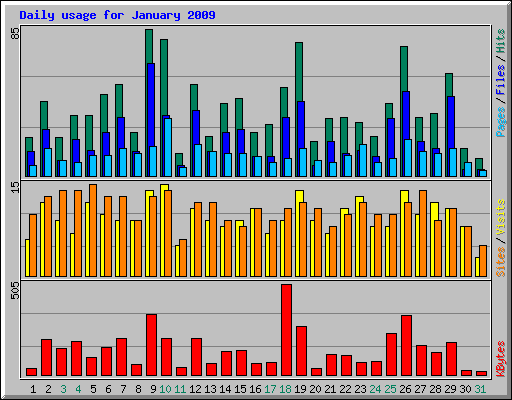 Daily usage for January 2009
85
Pages / Files / Hits
15
Sites / Visits
505
KBytes
1 2 3 4 5 6 7 8 9 10 11 12 13 14 15 16 17 18 19 20 21 22 23 24 25 26 27 28 29 30 31